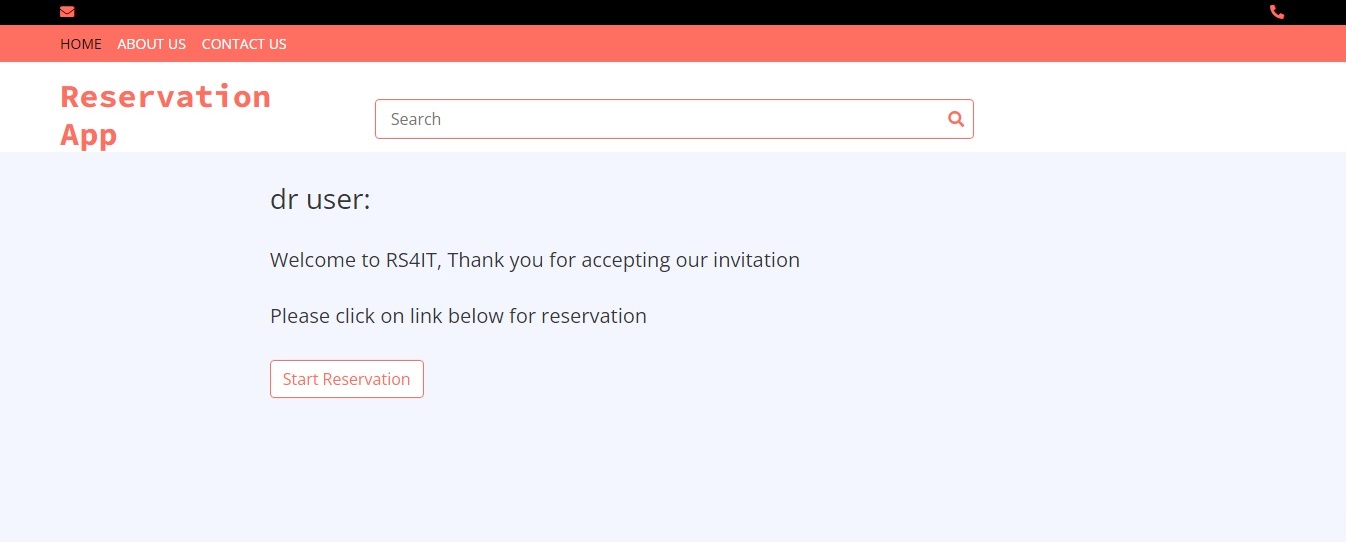 HOME ABOUT US CONTACT US
Reservation
App
Search
dr user:
Welcome to RS4IT, Thank you for accepting our invitation
Please click on link below for reservation
Start Reservation